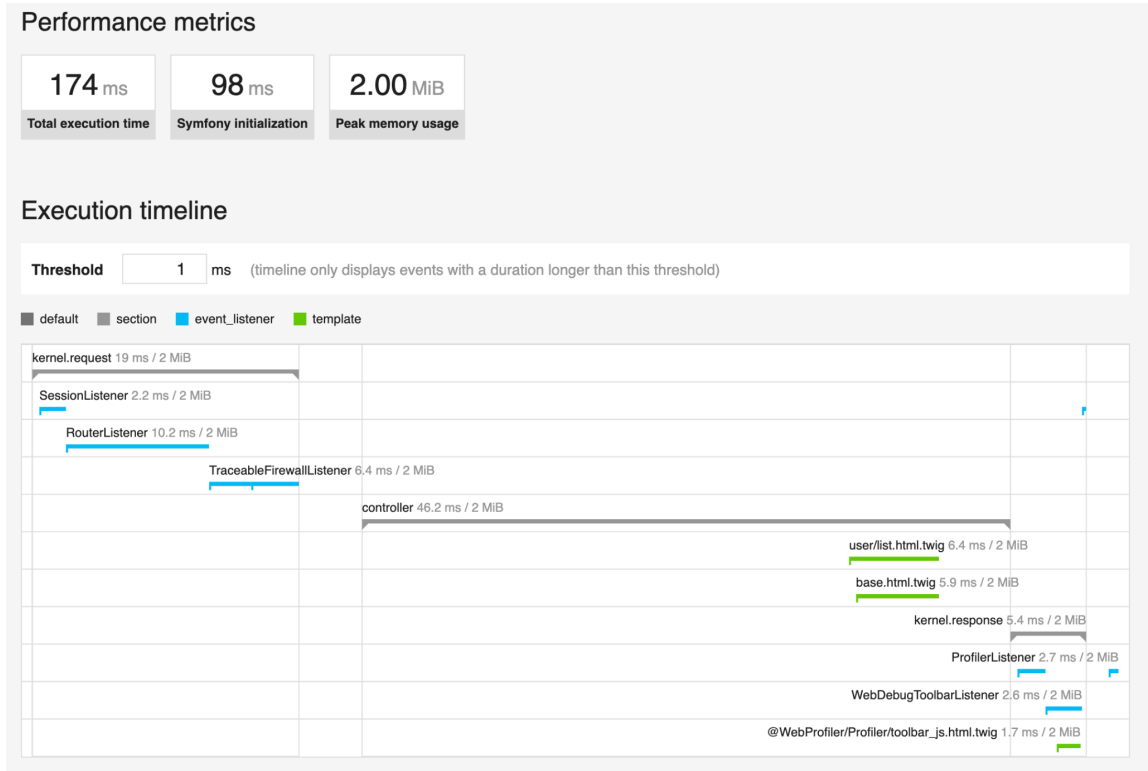 Performance metrics
174 ms 98 ms 2.00 MiB
Total execution time Symfony initialization Peak memory usage
Execution timeline
Threshold 1 ms (timeline only displays events with a duration longer than this threshold)
default section event_listener template
kernel.request 19 ms / 2 MiB
SessionListener 2.2 ms / 2 MiB
RouterListener 10.2 ms / 2 MiB
TraceableFirewallListener 6.4 ms / 2 MiB
controller 46.2 ms / 2 MiB
user/list.html.twig 6.4 ms / 2 MiB
base.html.twig 5.9 ms / 2 MiB
kernel.response 5.4 ms / 2 MiB
ProfilerListener 2.7 ms / 2 MiB
WebDebugToolbarListener 2.6 ms / 2 MiB
@WebProfiler/Profiler/toolbar_js.html.twig 1.7 ms / 2 MiB